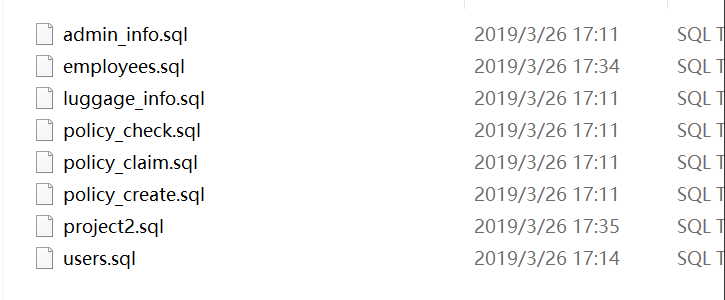 admin_info.sql 2019/3/26 17:11 SQL T
employees.sql 2019/3/26 17:34 SQL T
luggage_info.sql 2019/3/26 17:11 SQL T
policy_check.sql 2019/3/26 17:11 SQL T
policy_claim.sql 2019/3/26 17:11 SQL T
policy_create.sql 2019/3/26 17:11 SQL T
project2.sql 2019/3/26 17:35 SQL T
users.sql 2019/3/26 17:14 SQL T